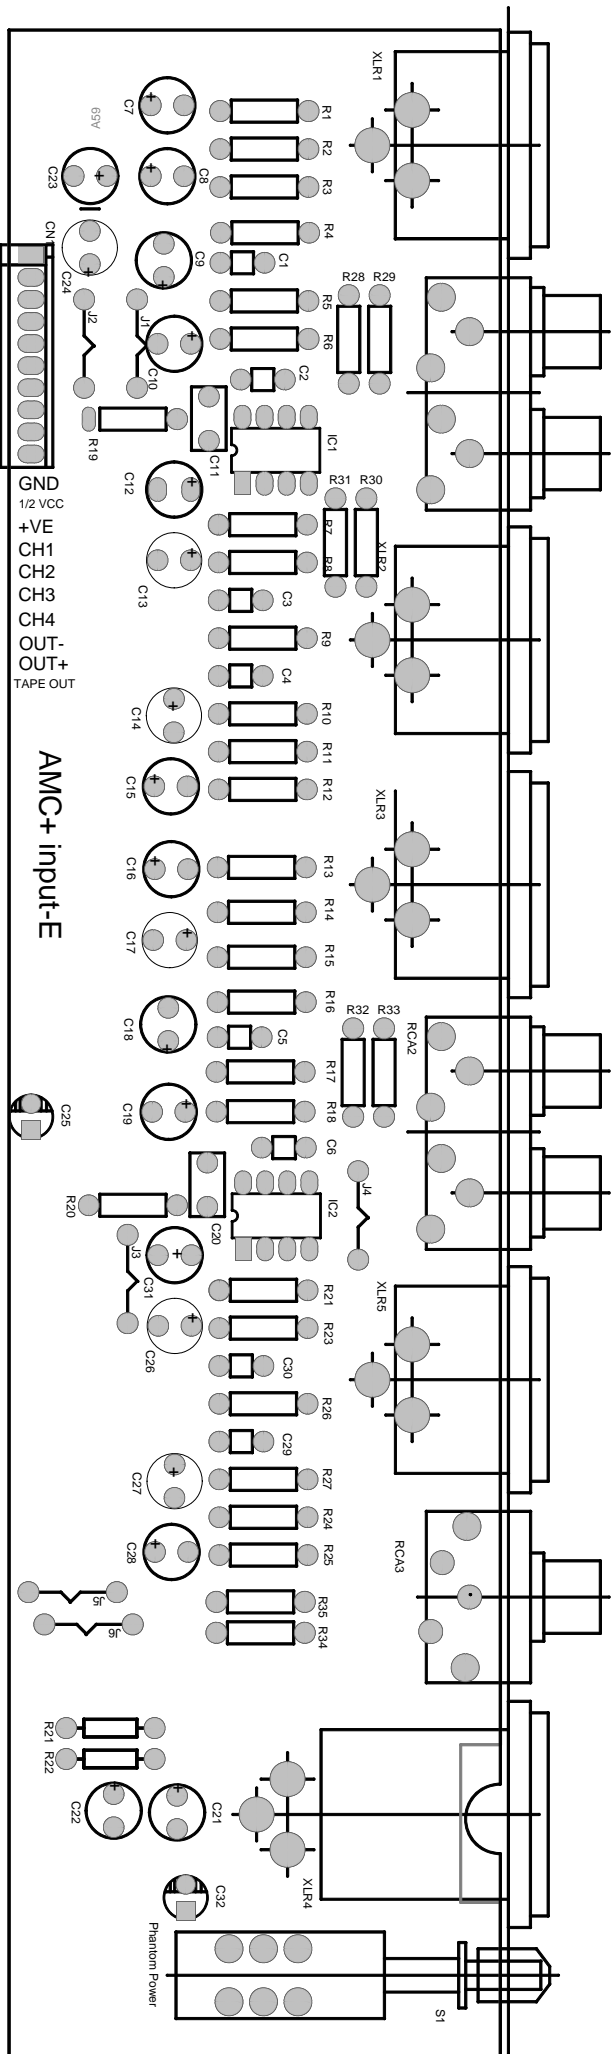 XLR1
C7
A59
R1
R2
C23
C8
R3
R4
CN1
C24
C9
C1
R28
R29
R5
J2
J1
R6
C10
C2
R19
C11
IC1
C12
R31
R30
R7
XLR2
R8
C13
GND
1/2 VCC
+VE
CH1
CH2
CH3
CH4
OUT-
OUT+
TAPE OUT
C3
R9
C4
C14
R10
R11
C15
R12
XLR3
AMC+ input-E
C16
R13
R14
C17
R15
R16
R32
R33
RCA2
C18
C5
R17
C25
C19
R18
C6
J4
R20
C20
IC2
J3
C31
R21
XLR5
C26
R23
C30
R26
C29
C27
R27
R24
C28
R25
RCA3
J5
J6
R35
R34
R21
R22
C22
C21
XLR4
C32
Phantom Power
S1